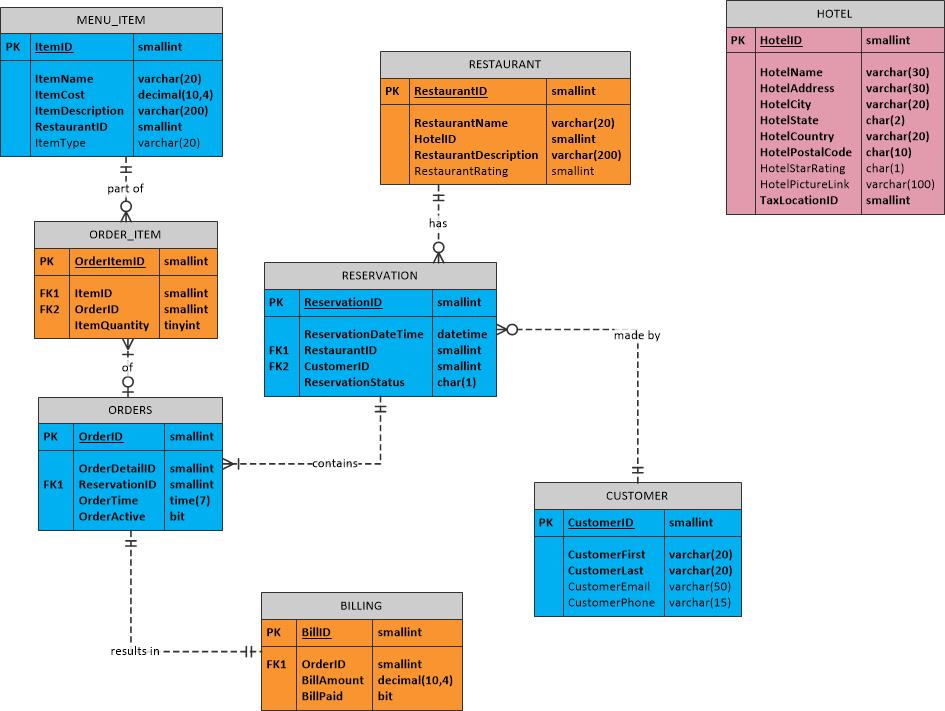 MENU_ITEM
PK ItemID smallint
ItemName varchar(20)
ItemCost decimal(10,4)
ItemDescription varchar(200)
RestaurantID smallint
ItemType varchar(20)
part of
ORDER_ITEM
PK OrderItemID smallint
FK1 ItemID smallint
FK2 OrderID smallint
ItemQuantity tinyint
of
ORDERS
PK OrderID smallint
OrderDetailID smallint
FK1 ReservationID smallint
OrderTime time(7)
OrderActive bit
results in
BILLING
PK BillID smallint
FK1 OrderID smallint
BillAmount decimal(10,4)
BillPaid bit
RESTAURANT
PK RestaurantID smallint
RestaurantName varchar(20)
HotelID smallint
RestaurantDescription varchar(200)
RestaurantRating smallint
has
RESERVATION
PK ReservationID smallint
ReservationDateTime datetime
FK1 RestaurantID smallint
FK2 CustomerID smallint
ReservationStatus char(1)
contains
made by
CUSTOMER
PK CustomerID smallint
CustomerFirst varchar(20)
CustomerLast varchar(20)
CustomerEmail varchar(50)
CustomerPhone varchar(15)
HOTEL
PK HotelID smallint
HotelName varchar(30)
HotelAddress varchar(30)
HotelCity varchar(20)
HotelState char(2)
HotelCountry varchar(20)
HotelPostalCode char(10)
HotelStarRating char(1)
HotelPictureLink varchar(100)
TaxLocationID smallint